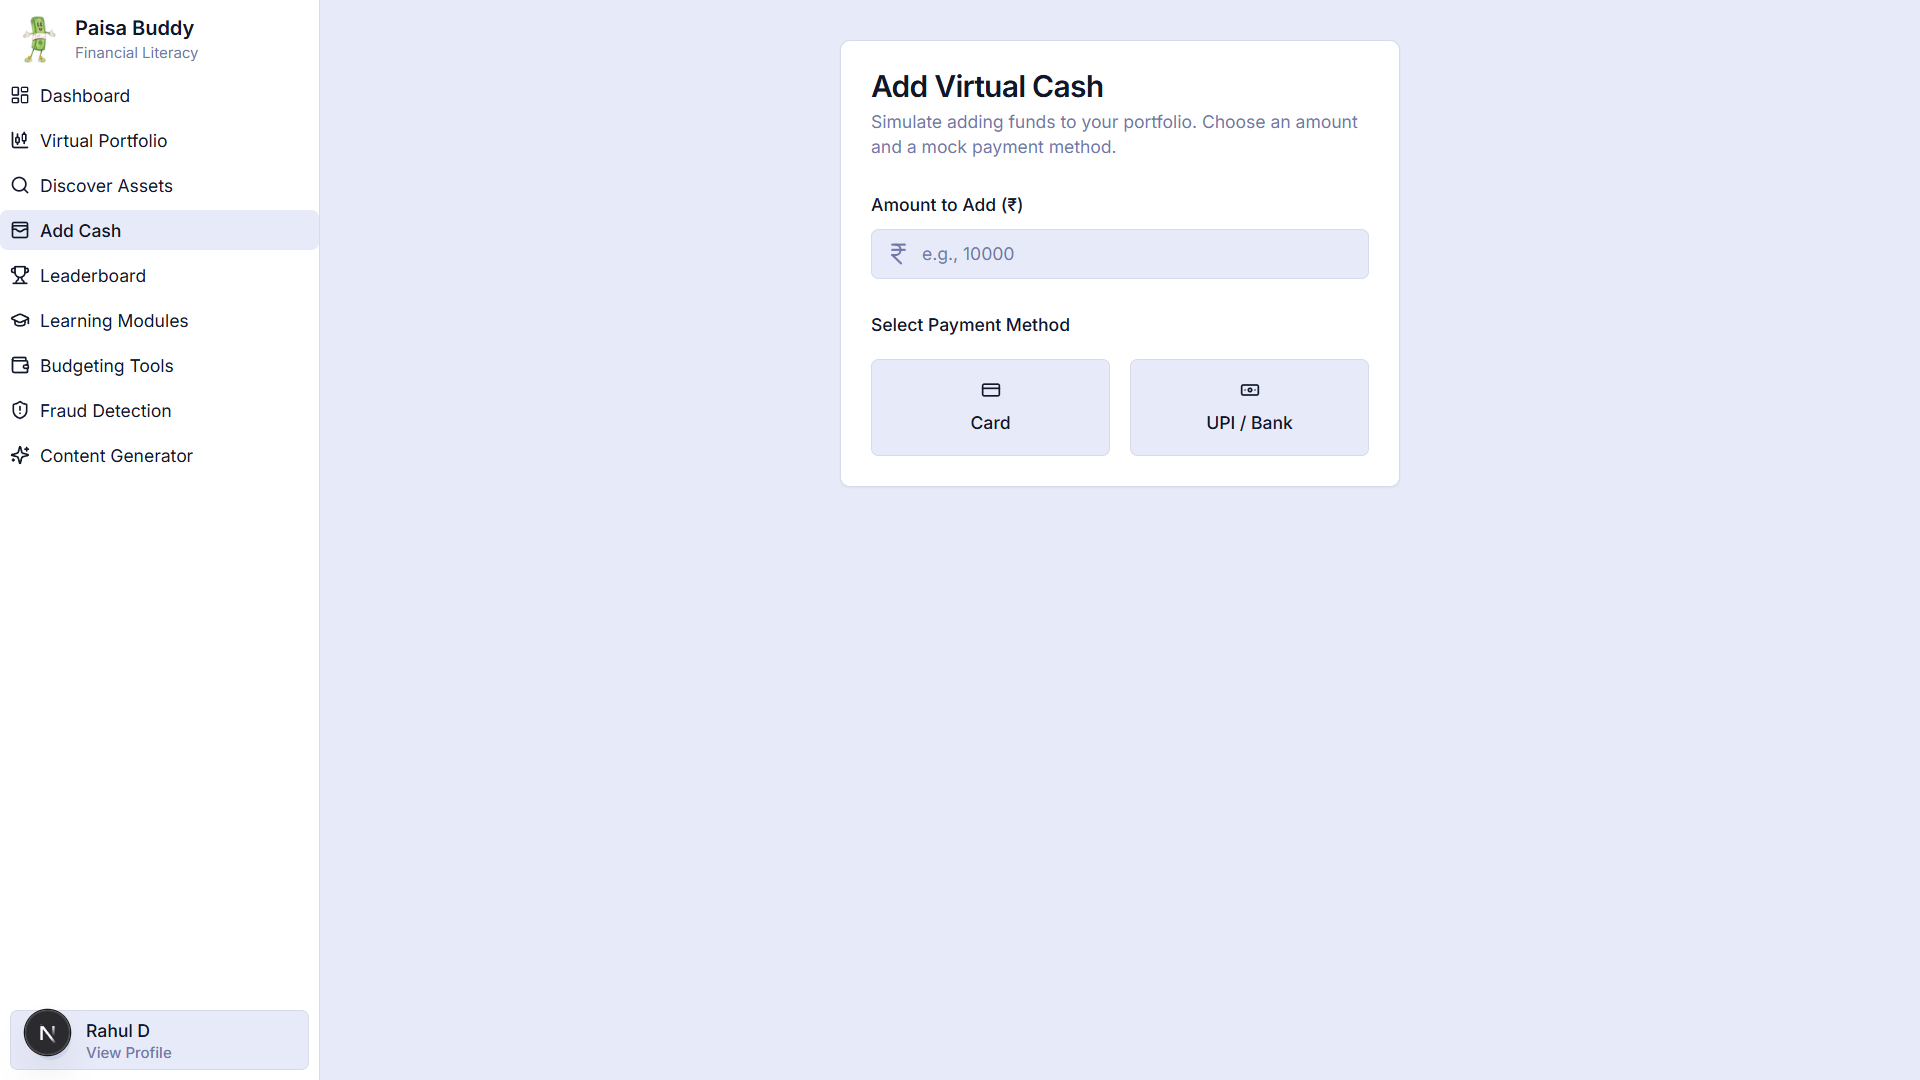 Paisa Buddy
Financial Literacy
Dashboard
Virtual Portfolio
Discover Assets
Add Cash
Leaderboard
Learning Modules
Budgeting Tools
Fraud Detection
Content Generator
N
Rahul D
View Profile
Add Virtual Cash
Simulate adding funds to your portfolio. Choose an amount
and a mock payment method.
Amount to Add (₹)
₹ e.g., 10000
Select Payment Method
Card
UPI / Bank